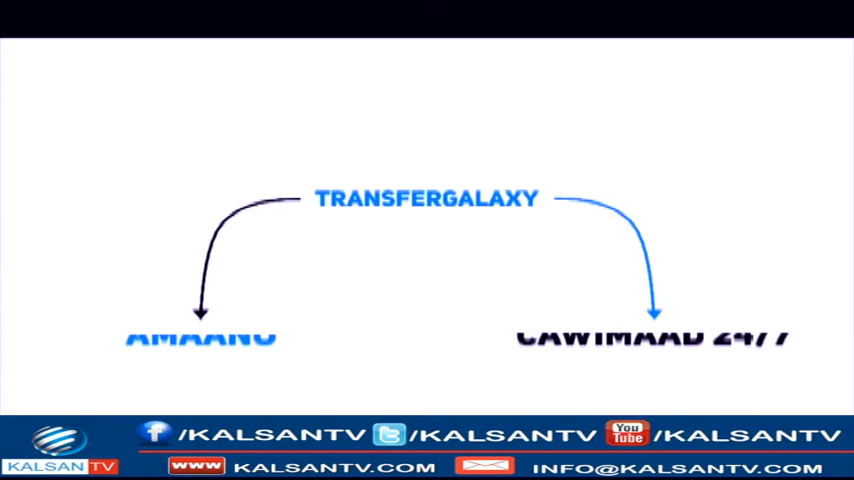 TRANSFERGALAXY
AMAANO
CAWIMAAD 24/7
/KALSANTV /KALSANTV You Tube /KALSANTV
KALSAN TV www KALSANTV.COM INFO@KALSANTV.COM